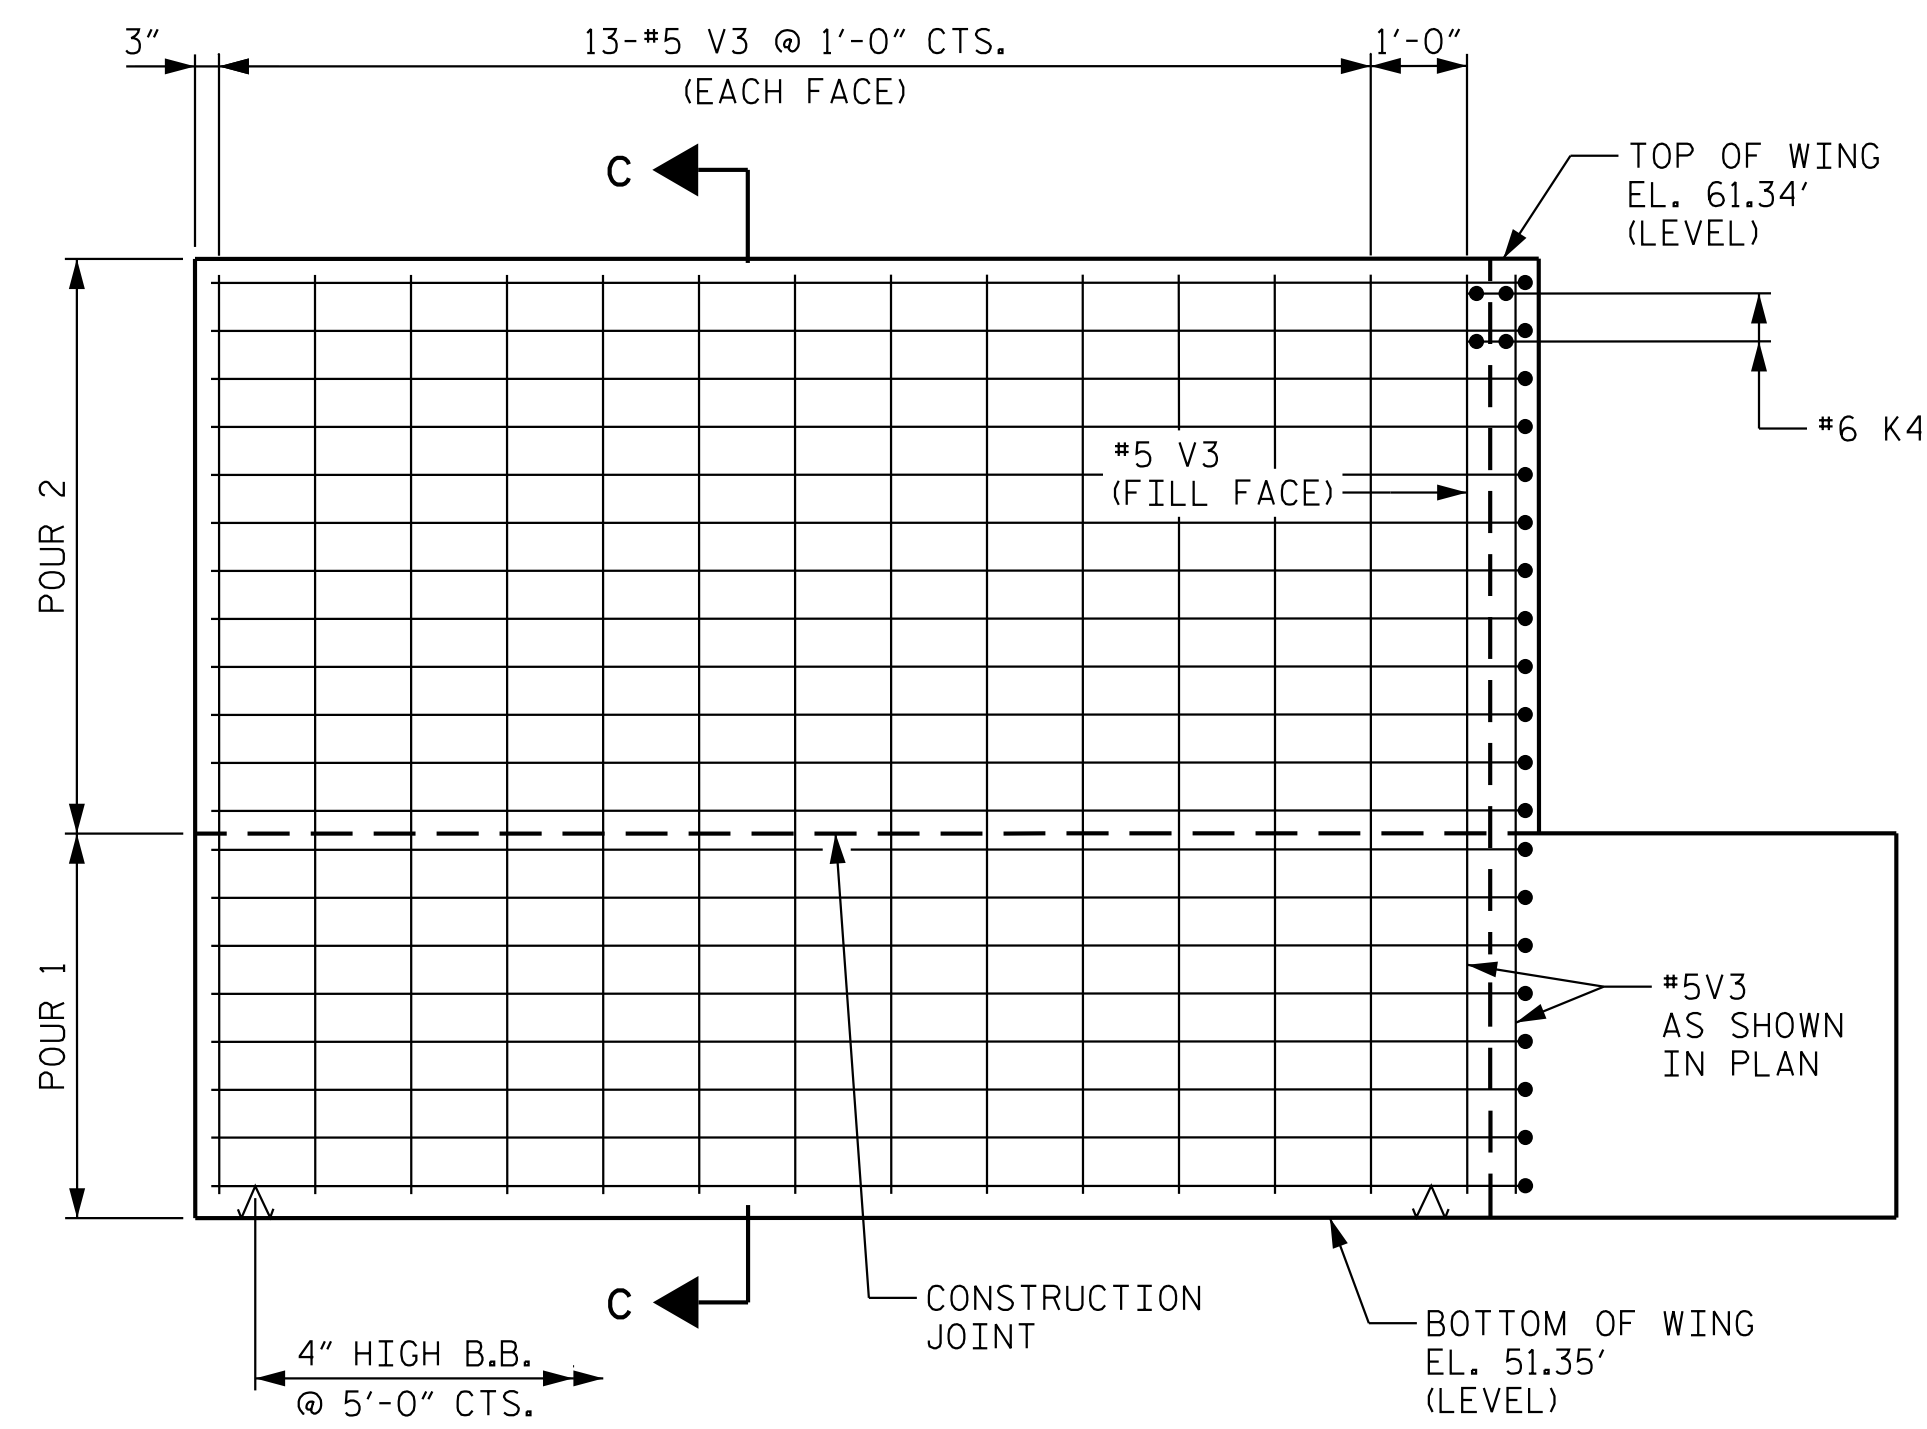 3″
13-#5 V3 @ 1′-0″ CTS.
(EACH FACE)
1′-0″
C
TOP OF WING
EL. 61.34′
(LEVEL)
#6 K4
#5 V3
(FILL FACE)
POUR 2
POUR 1
#5V3
AS SHOWN
IN PLAN
C
CONSTRUCTION
JOINT
BOTTOM OF WING
EL. 51.35′
(LEVEL)
4″ HIGH B.B.
@ 5′-0″ CTS.